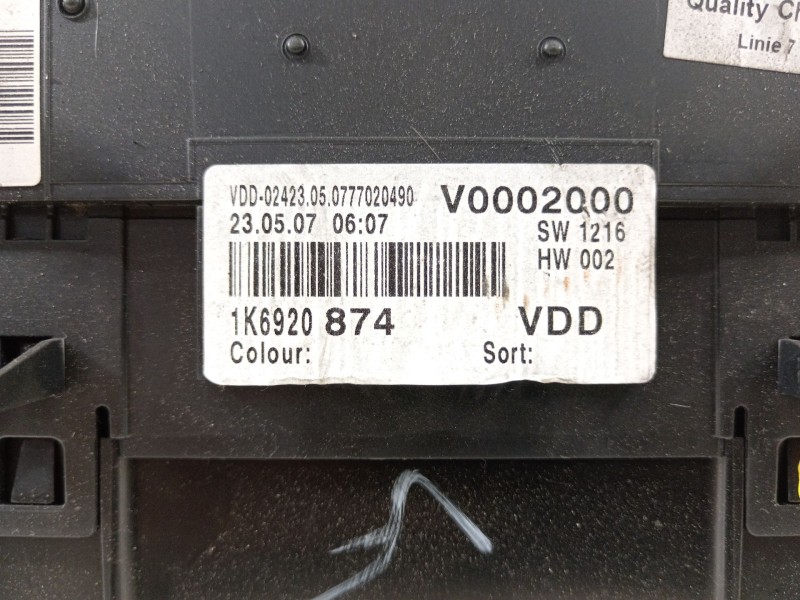 Quality
Linie 7
VDD-02423.05.0777020490 V0002000
23.05.07 06:07 SW 1216
HW 002
1K6920 874 VDD
Colour: Sort: